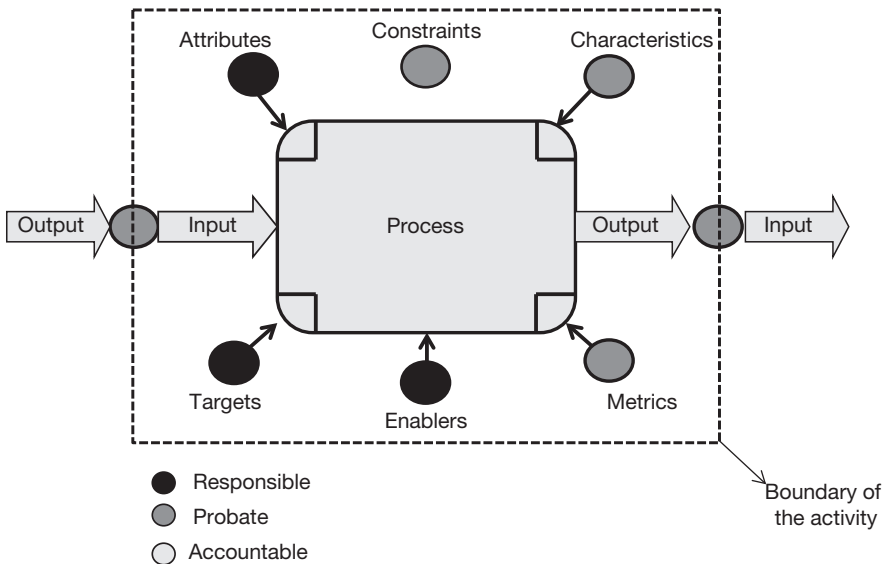 Attributes
Constraints
Characteristics
Output
Input
Process
Output
Input
Targets
Enablers
Metrics
Responsible
Probate
Accountable
Boundary of
the activity